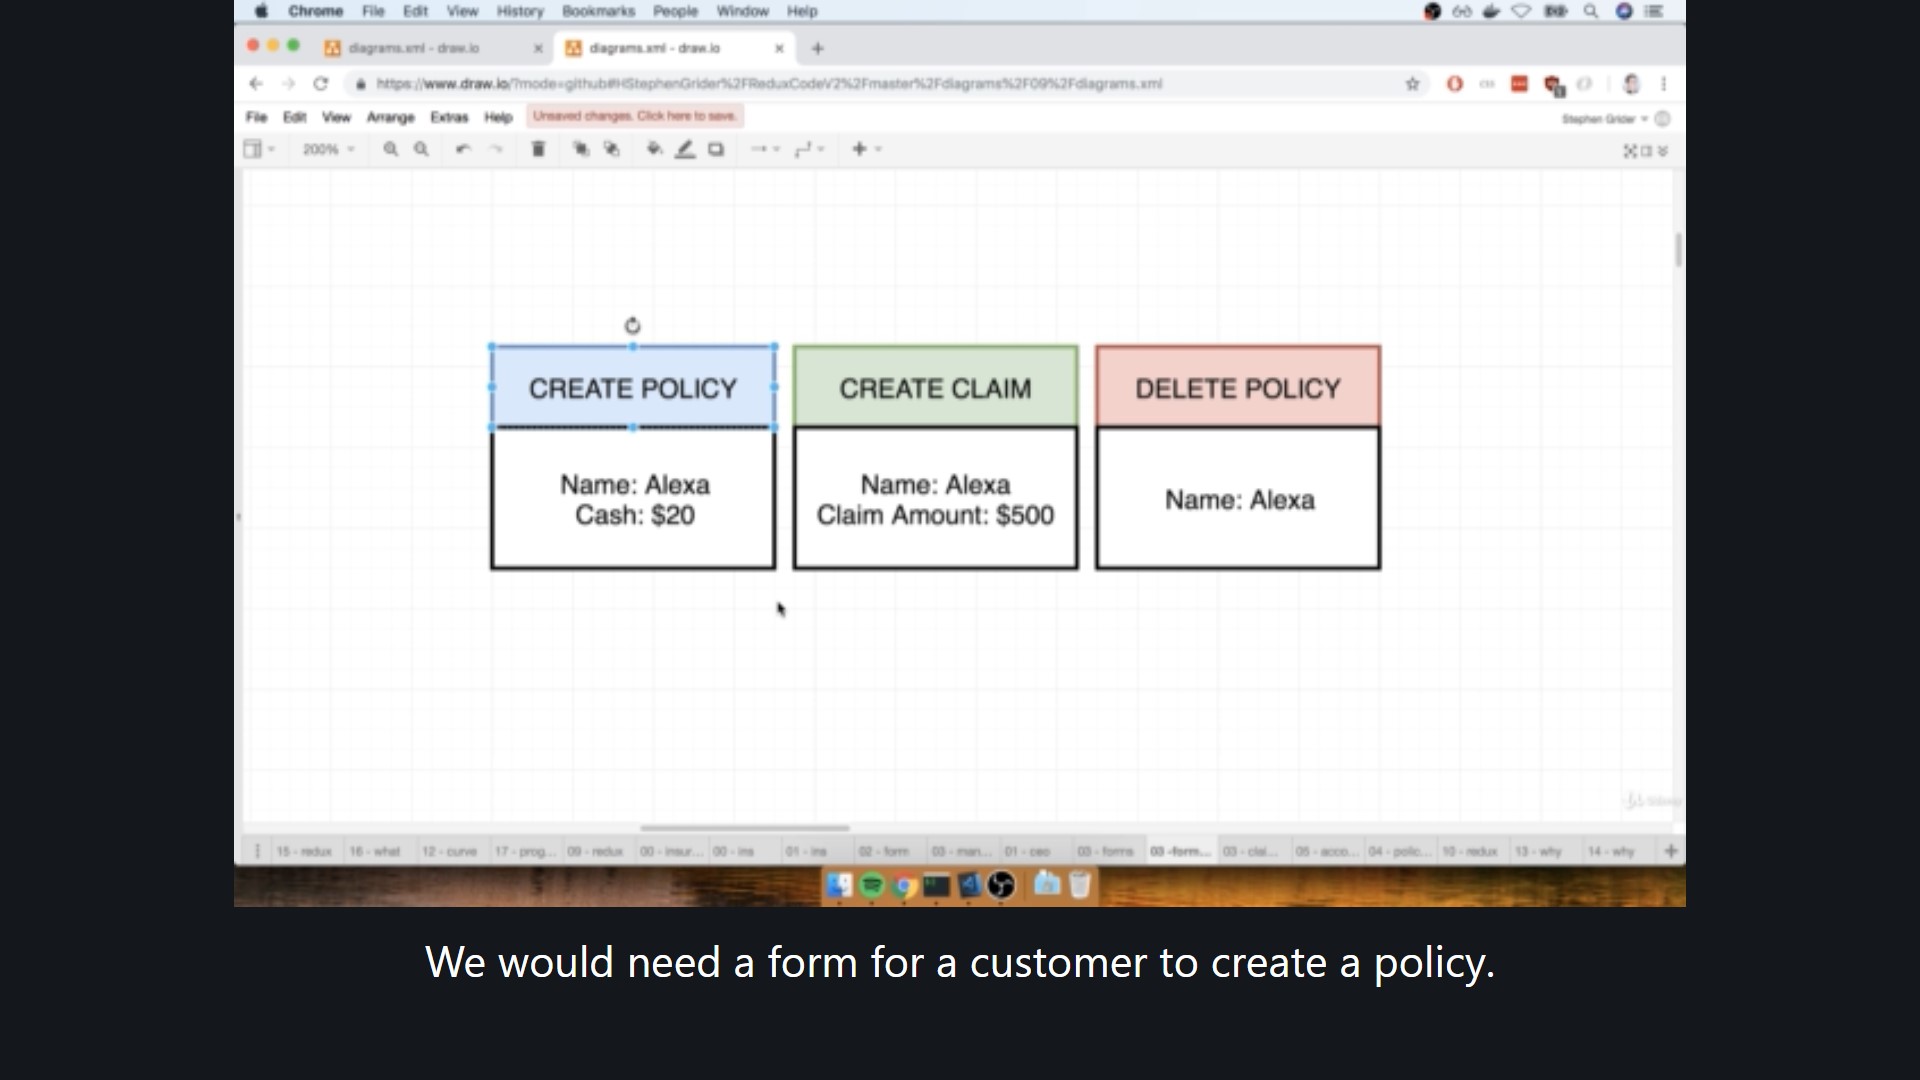 Chrome File Edit View History Bookmarks People Window Help
diagrams.xml - draw.io
diagrams.xml - draw.io
https://www.draw.io/?mode=github#HStephenGrider%2FReduxCodeV2%2Fmaster%2Fdiagrams%2F09%2Fdiagrams.xml
File Edit View Arrange Extras Help Unsaved changes. Click here to save. Stephen Grider
200%
CREATE POLICY
Name: Alexa
Cash: $20
CREATE CLAIM
Name: Alexa
Claim Amount: $500
DELETE POLICY
Name: Alexa
15 - redux 16 - what 12 - curve 17 - prog... 09 - redux 00 - insur... 00 - ins 01 - ins 02 - form 03 - man... 01 - ceo 03 - forms 03 -form... 03 - clai... 05 - acco... 04 - polic... 10 - redux 13 - why 14 - why
We would need a form for a customer to create a policy.